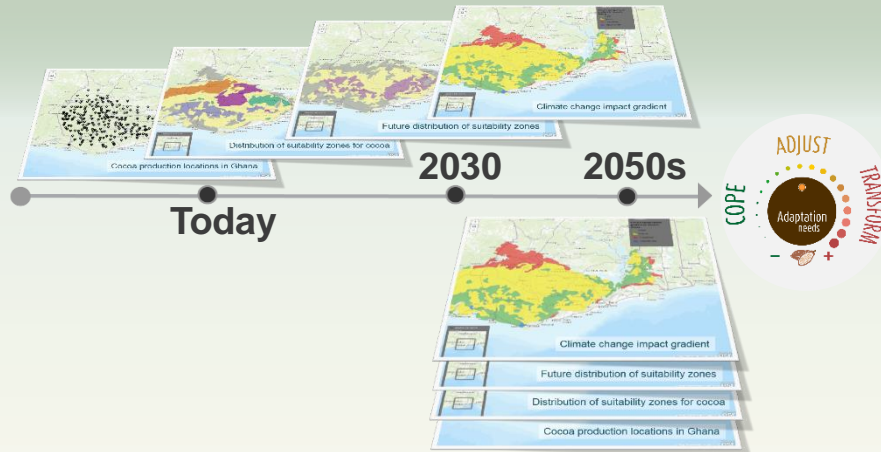 Cocoa production locations in Ghana
Distribution of suitability zones for cocoa
Future distribution of suitability zones
Climate change impact gradient
Today
2030
2050s
COPE
ADJUST
TRANSFORM
Adaptation
needs
− +
Climate change impact gradient
Future distribution of suitability zones
Distribution of suitability zones for cocoa
Cocoa production locations in Ghana